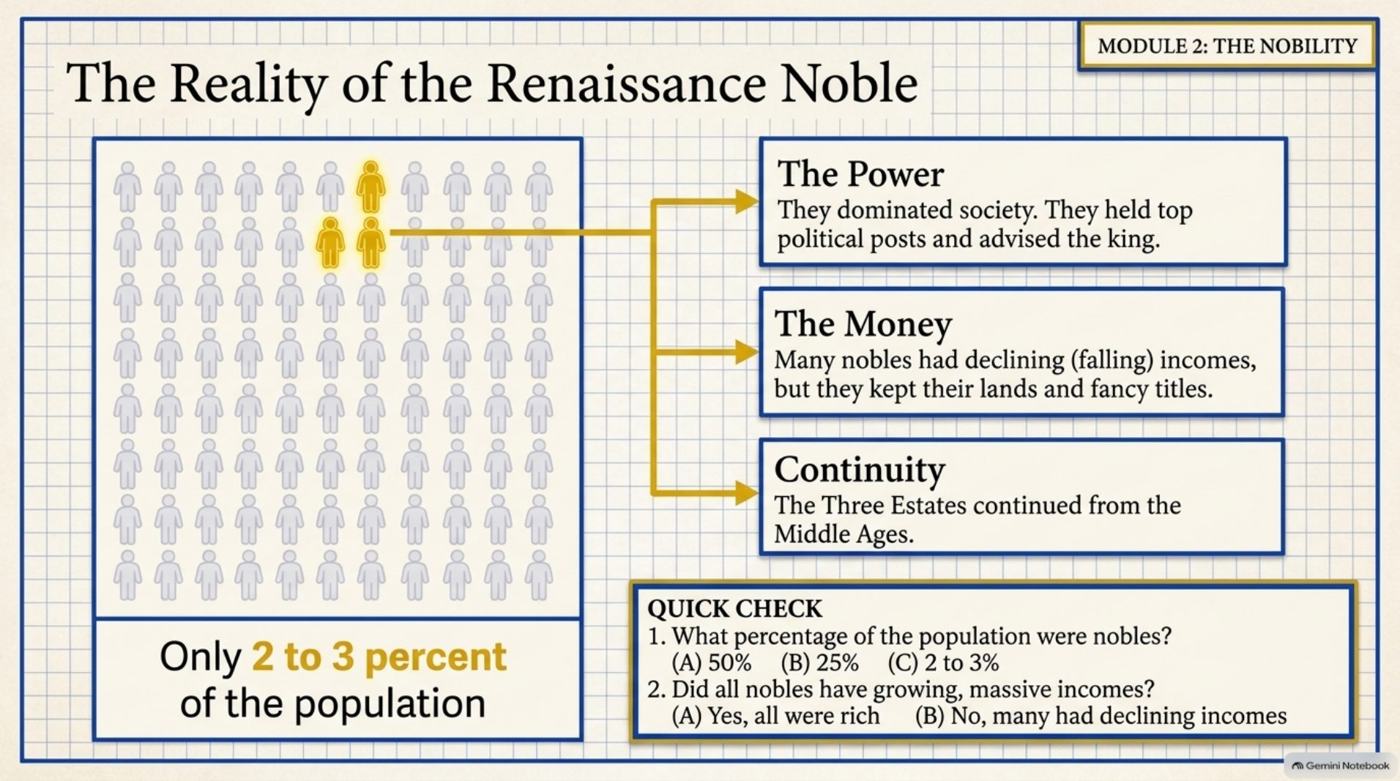 MODULE 2: THE NOBILITY
The Reality of the Renaissance Noble
Only 2 to 3 percent
of the population
The Power
They dominated society. They held top
political posts and advised the king.
The Money
Many nobles had declining (falling) incomes,
but they kept their lands and fancy titles.
Continuity
The Three Estates continued from the
Middle Ages.
QUICK CHECK
1. What percentage of the population were nobles?
(A) 50% (B) 25% (C) 2 to 3%
2. Did all nobles have growing, massive incomes?
(A) Yes, all were rich (B) No, many had declining incomes
Gemini Notebook